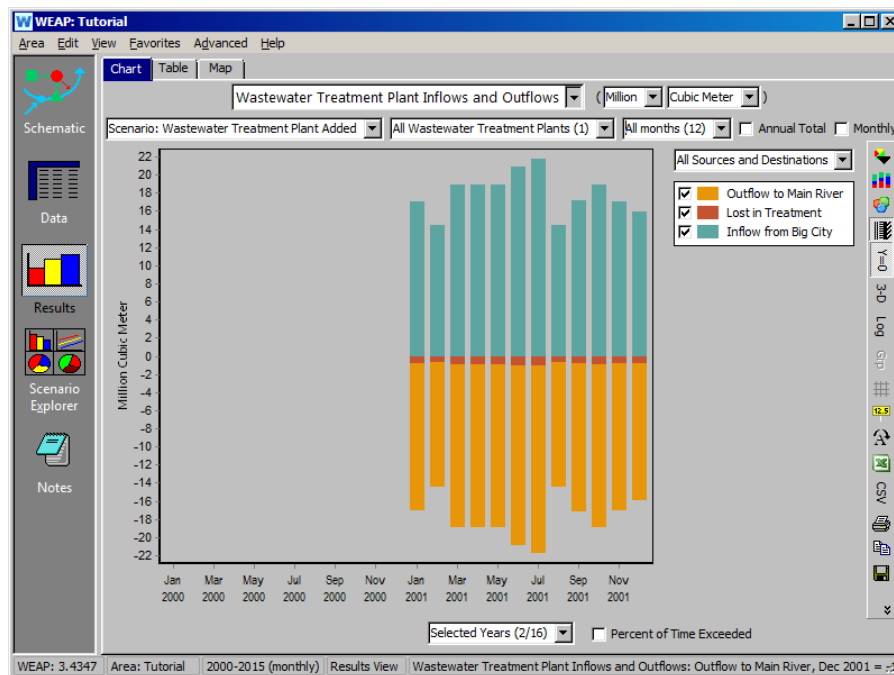 WEAP: Tutorial
Area Edit View Favorites Advanced Help
Chart Table Map
Wastewater Treatment Plant Inflows and Outflows ( Million Cubic Meter )
Scenario: Wastewater Treatment Plant Added All Wastewater Treatment Plants (1) All months (12) Annual Total Monthly
All Sources and Destinations
Outflow to Main River
Lost in Treatment
Inflow from Big City
Schematic
Data
Results
Scenario
Explorer
Notes
Million Cubic Meter
22
20
18
16
14
12
10
8
6
4
2
0
-2
-4
-6
-8
-10
-12
-14
-16
-18
-20
-22
Jan Mar May Jul Sep Nov Jan Mar May Jul Sep Nov
2000 2000 2000 2000 2000 2000 2001 2001 2001 2001 2001 2001
Y=0
3-D
Log
Grp
12.5
CSV
Selected Years (2/16) Percent of Time Exceeded
WEAP: 3.4347 Area: Tutorial 2000-2015 (monthly) Results View Wastewater Treatment Plant Inflows and Outflows: Outflow to Main River, Dec 2001 =